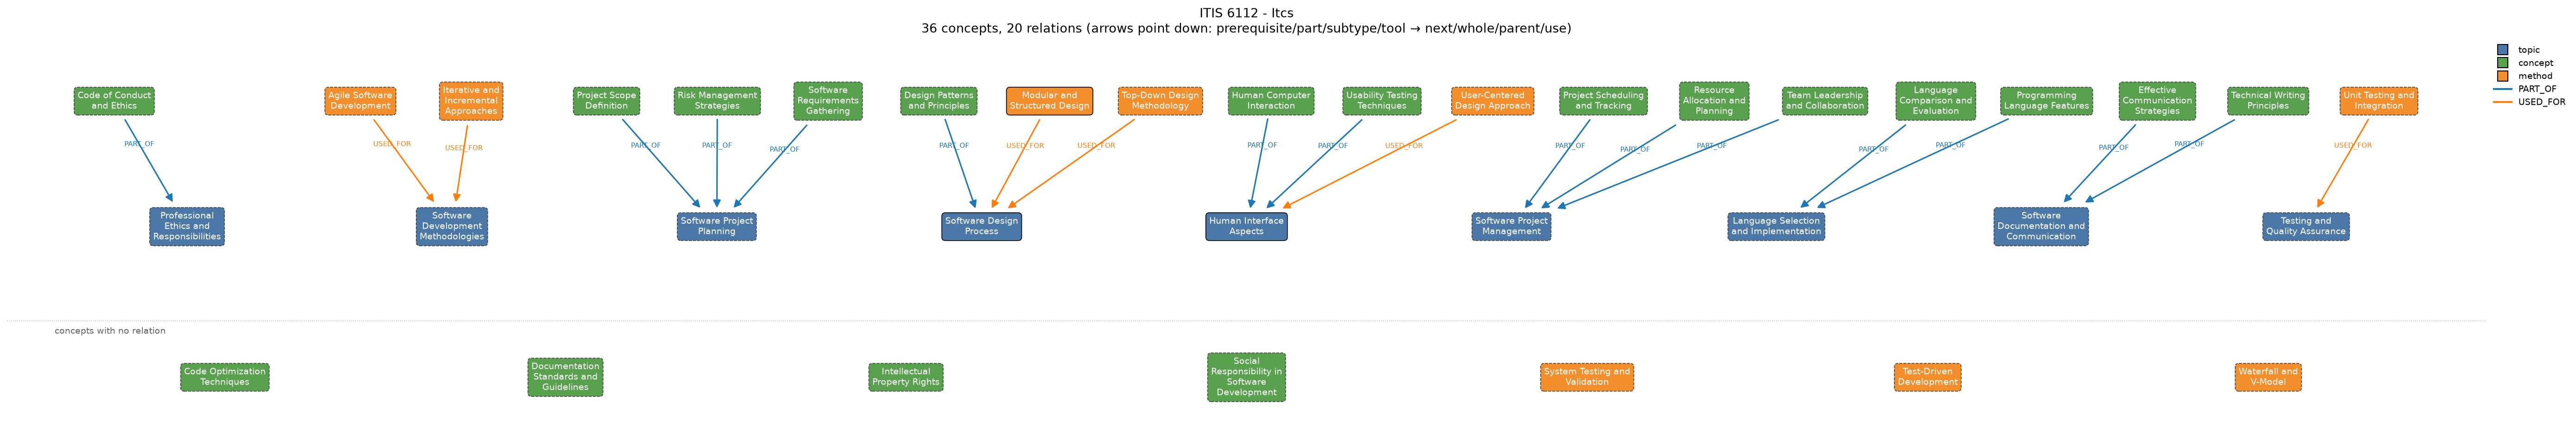 ITIS 6112 - Itcs
36 concepts, 20 relations (arrows point down: prerequisite/part/subtype/tool → next/whole/parent/use)
topic
concept
method
PART_OF
USED_FOR
Code of Conduct
and Ethics
Agile Software
Development
Iterative and
Incremental
Approaches
Project Scope
Definition
Risk Management
Strategies
Software
Requirements
Gathering
Design Patterns
and Principles
Modular and
Structured Design
Top-Down Design
Methodology
Human Computer
Interaction
Usability Testing
Techniques
User-Centered
Design Approach
Project Scheduling
and Tracking
Resource
Allocation and
Planning
Team Leadership
and Collaboration
Language
Comparison and
Evaluation
Programming
Language Features
Effective
Communication
Strategies
Technical Writing
Principles
Unit Testing and
Integration
PART_OF
USED_FOR
USED_FOR
PART_OF
PART_OF
PART_OF
PART_OF
USED_FOR
USED_FOR
PART_OF
PART_OF
USED_FOR
PART_OF
PART_OF
PART_OF
PART_OF
PART_OF
PART_OF
PART_OF
USED_FOR
Professional
Ethics and
Responsibilities
Software
Development
Methodologies
Software Project
Planning
Software Design
Process
Human Interface
Aspects
Software Project
Management
Language Selection
and Implementation
Software
Documentation and
Communication
Testing and
Quality Assurance
concepts with no relation
Code Optimization
Techniques
Documentation
Standards and
Guidelines
Intellectual
Property Rights
Social
Responsibility in
Software
Development
System Testing and
Validation
Test-Driven
Development
Waterfall and
V-Model